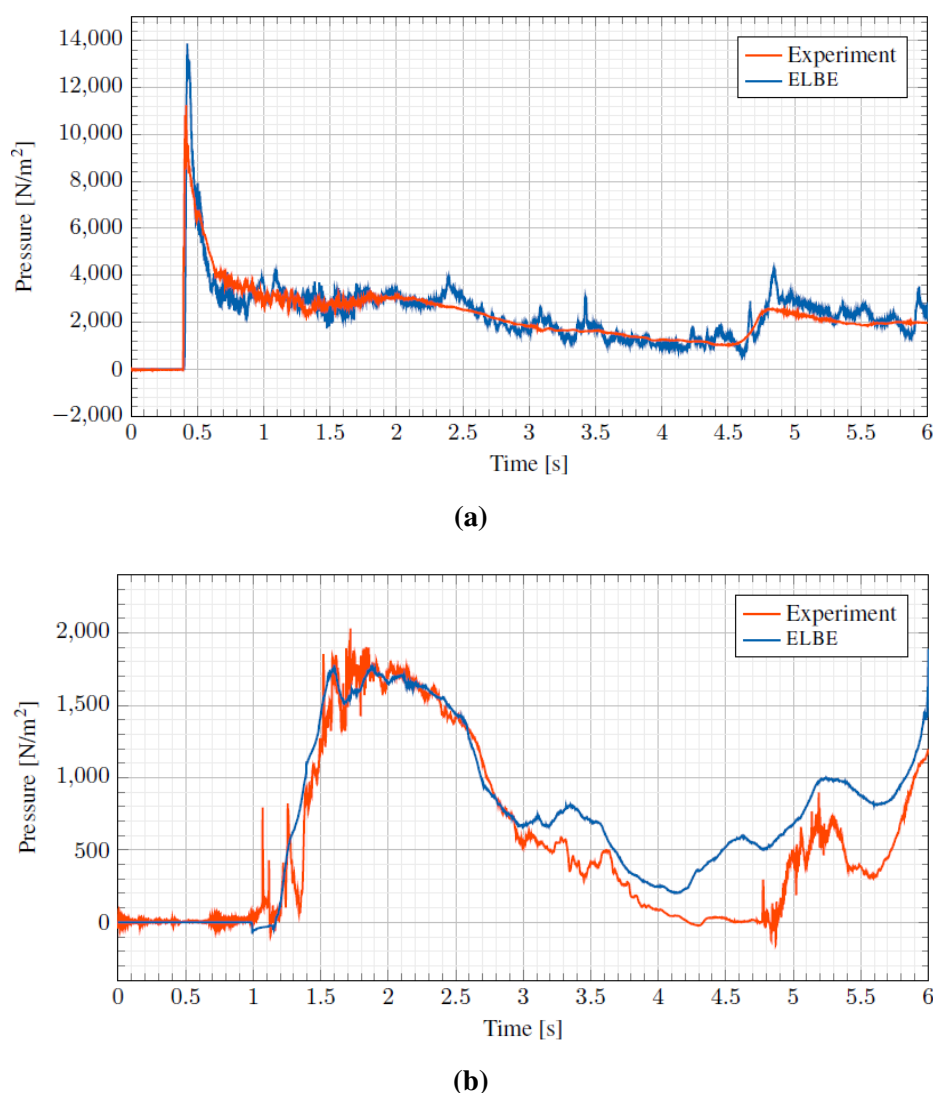 14,000
12,000
10,000
8,000
6,000
4,000
2,000
0
−2,000
Pressure [N/m²]
Experiment
ELBE
0 0.5 1 1.5 2 2.5 3 3.5 4 4.5 5 5.5 6
Time [s]
(a)
2,000
1,500
1,000
500
0
Pressure [N/m²]
Experiment
ELBE
0 0.5 1 1.5 2 2.5 3 3.5 4 4.5 5 5.5 6
Time [s]
(b)